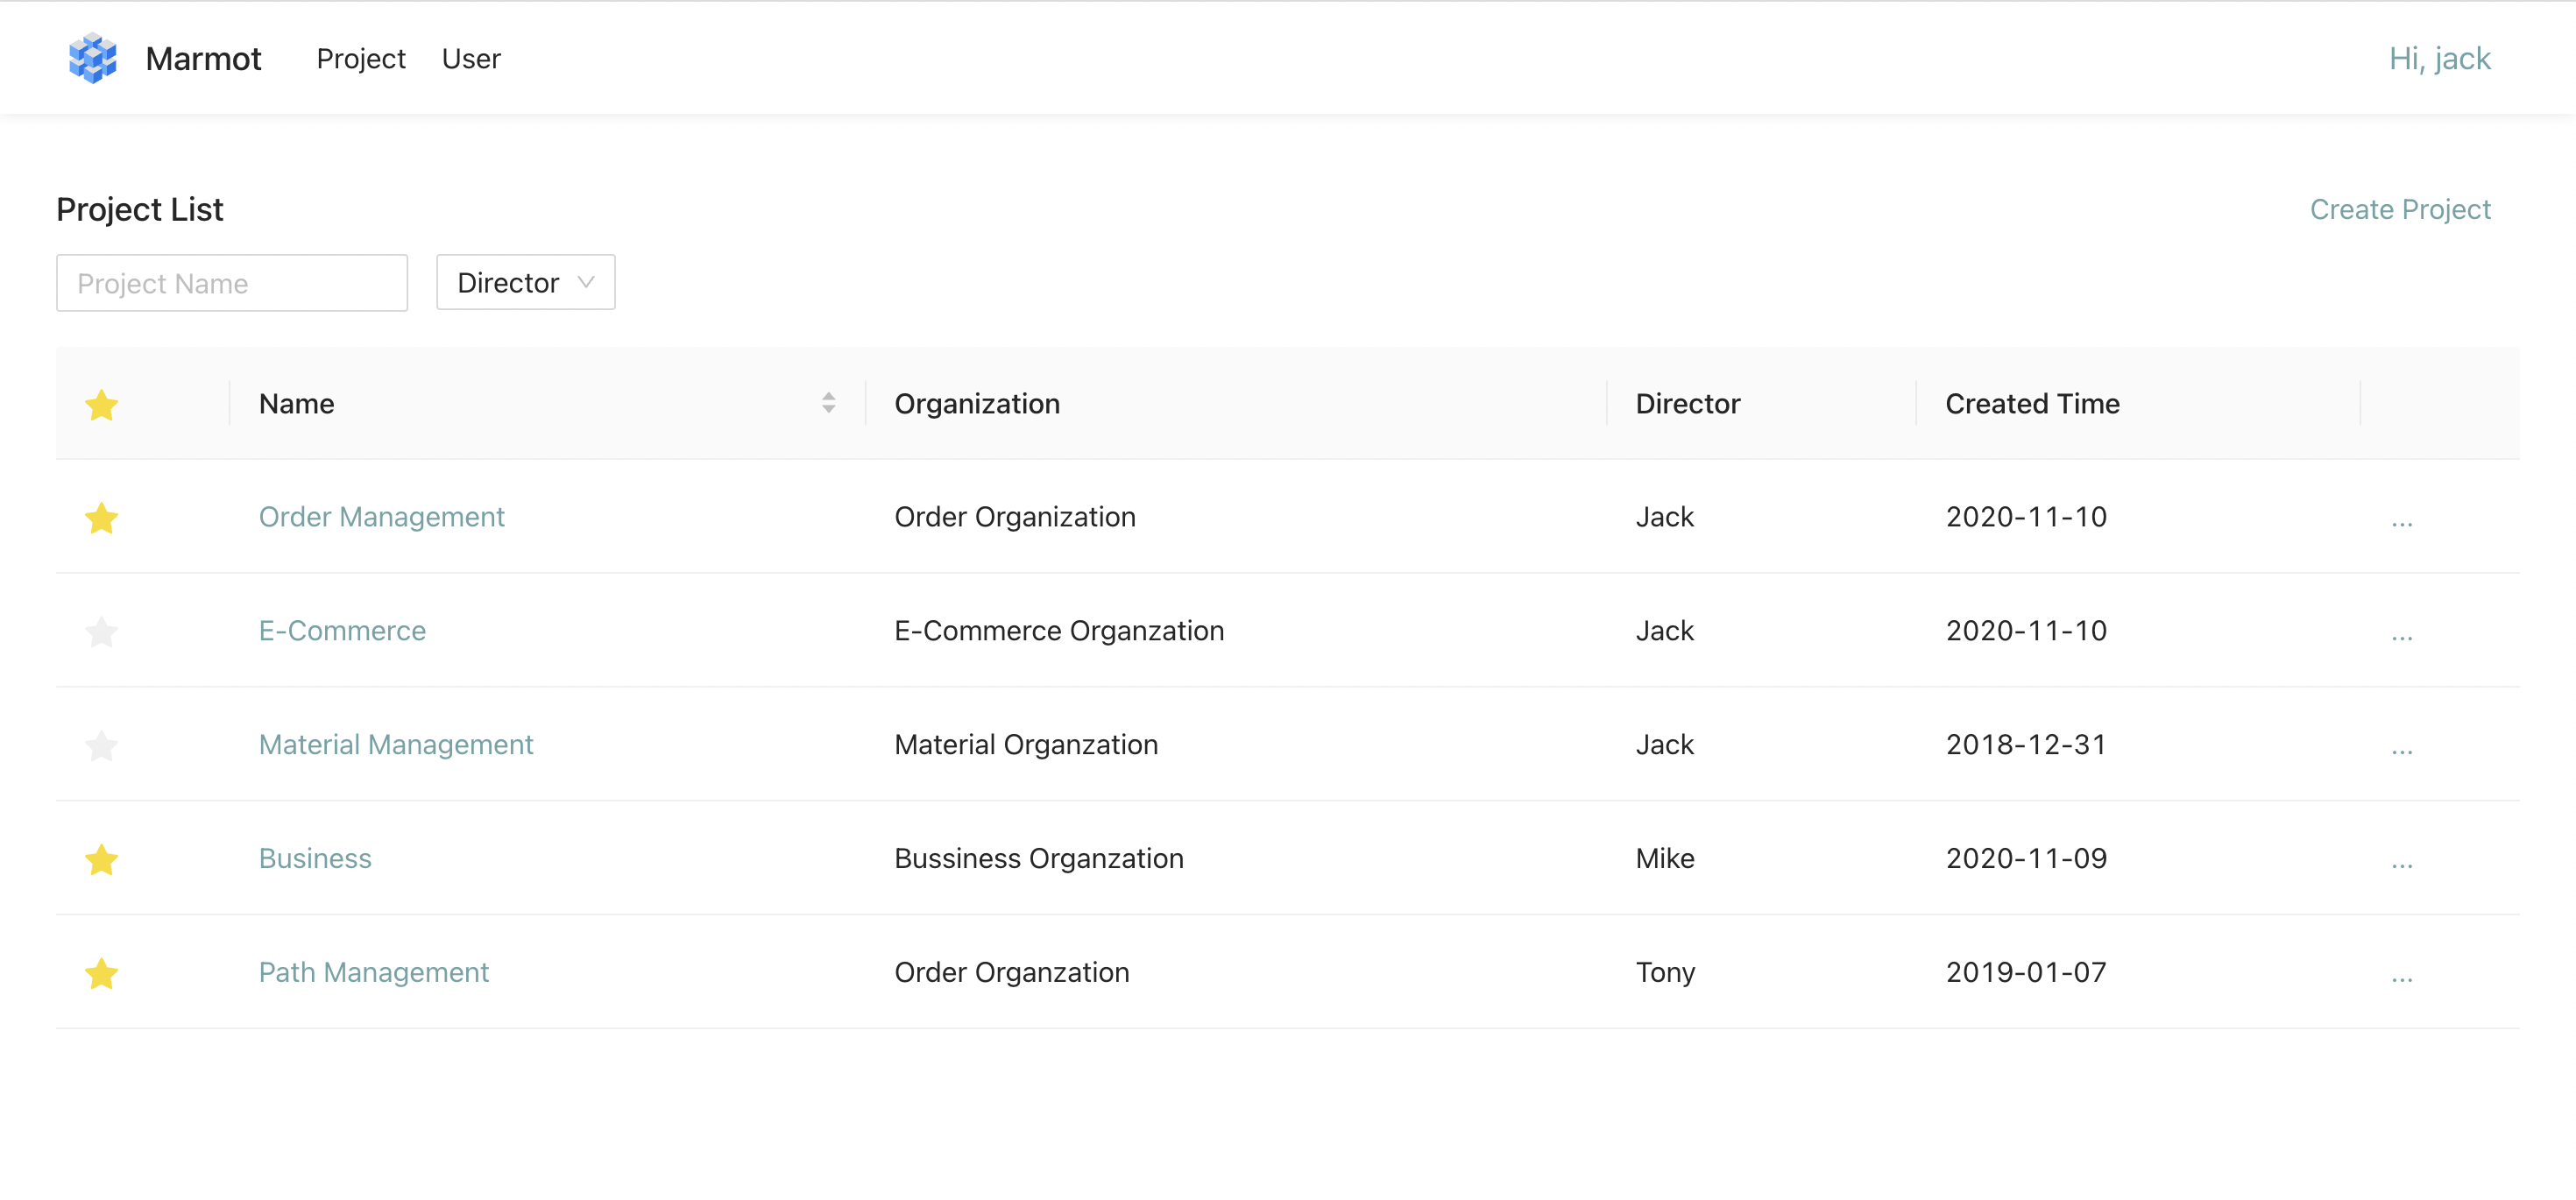 Marmot Project User Hi, jack
Project List Create Project
Project Name Director
Name Organization Director Created Time
Order Management Order Organization Jack 2020-11-10 ...
E-Commerce E-Commerce Organzation Jack 2020-11-10 ...
Material Management Material Organzation Jack 2018-12-31 ...
Business Bussiness Organzation Mike 2020-11-09 ...
Path Management Order Organzation Tony 2019-01-07 ...